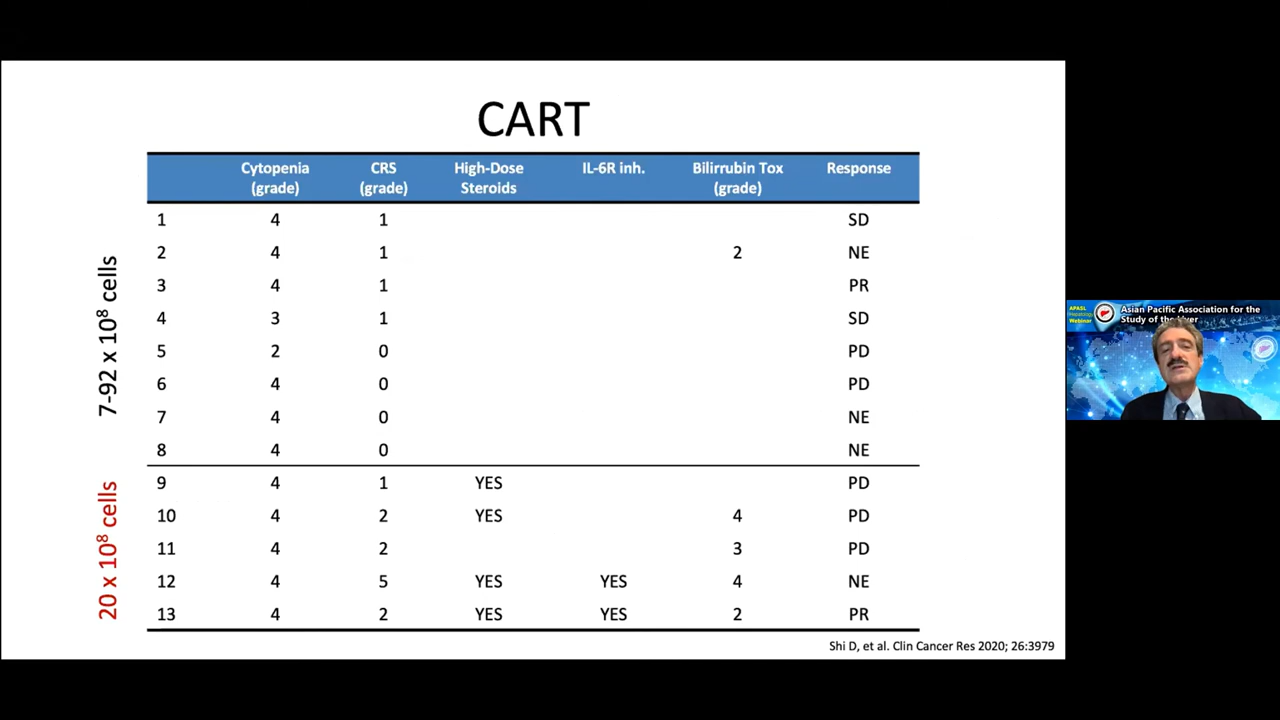 CART
Cytopenia (grade) CRS (grade) High-Dose Steroids IL-6R inh. Bilirrubin Tox (grade) Response
7-92 x 10⁸ cells
1 4 1 SD
2 4 1 2 NE
3 4 1 PR
4 3 1 SD
5 2 0 PD
6 4 0 PD
7 4 0 NE
8 4 0 NE
20 x 10⁸ cells
9 4 1 YES PD
10 4 2 YES 4 PD
11 4 2 3 PD
12 4 5 YES YES 4 NE
13 4 2 YES YES 2 PR
Shi D, et al. Clin Cancer Res 2020; 26:3979
APASL
Hepatology
Webinar
Asian Pacific Association for the
Study of the Liver